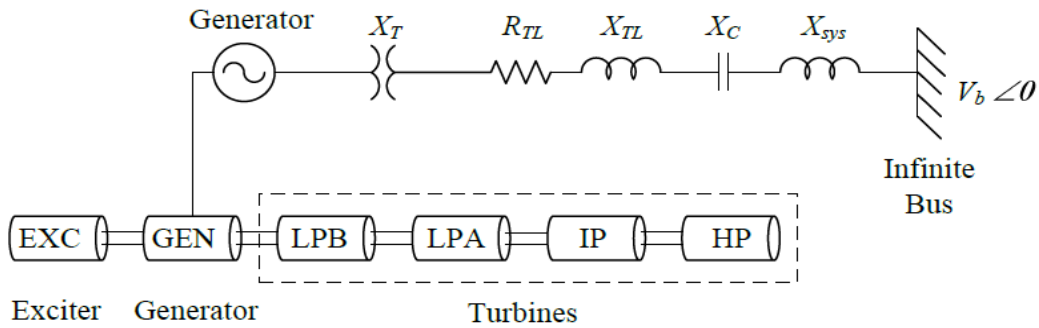 Generator
X_T R_TL X_TL X_C X_sys
V_b ∠0
Infinite
Bus
EXC GEN LPB LPA IP HP
Exciter Generator Turbines